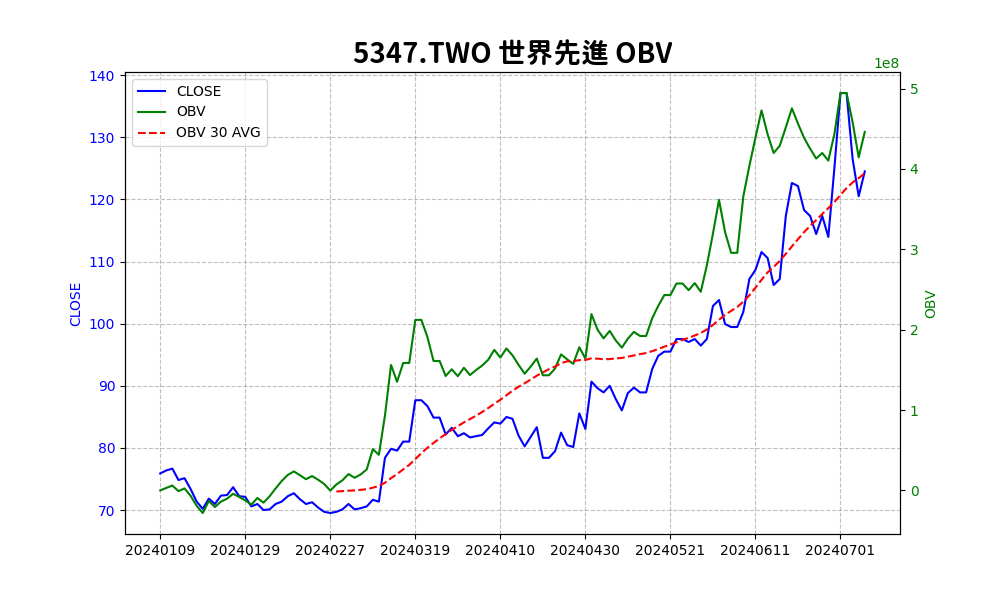 5347.TWO 世界先進 OBV
1e8
CLOSE
OBV
OBV 30 AVG
140
130
120
110
100
90
80
70
CLOSE
5
4
3
2
1
0
OBV
20240109 20240129 20240227 20240319 20240410 20240430 20240521 20240611 20240701